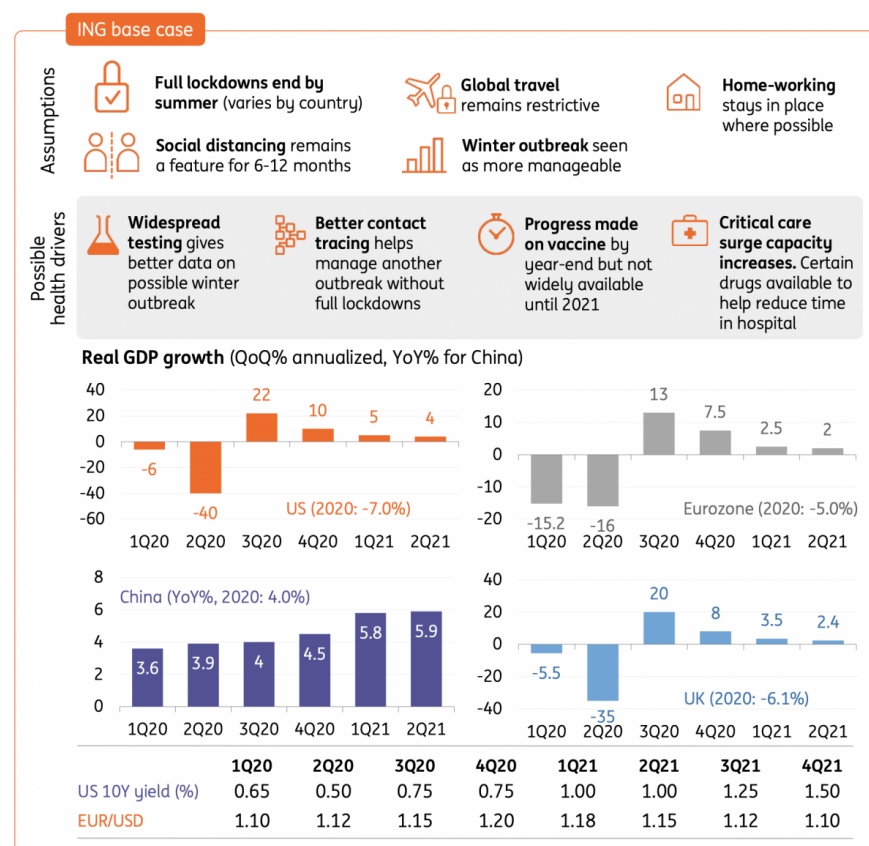 ING base case
Assumptions
Full lockdowns end by
summer (varies by country)
Global travel
remains restrictive
Home-working
stays in place
where possible
Social distancing remains
a feature for 6-12 months
Winter outbreak seen
as more manageable
Possible
health drivers
Widespread
testing gives
better data on
possible winter
outbreak
Better contact
tracing helps
manage another
outbreak without
full lockdowns
Progress made
on vaccine by
year-end but not
widely available
until 2021
Critical care
surge capacity
increases. Certain
drugs available to
help reduce time
in hospital
Real GDP growth (QoQ% annualized, YoY% for China)
40
20
0
-20
-40
-60
-6
-40
22
10
5
4
US (2020: -7.0%)
1Q20 2Q20 3Q20 4Q20 1Q21 2Q21
20
10
0
-10
-20
-15.2
-16
13
7.5
2.5
2
Eurozone (2020: -5.0%)
1Q20 2Q20 3Q20 4Q20 1Q21 2Q21
8
6
4
2
0
China (YoY%, 2020: 4.0%)
3.6
3.9
4
4.5
5.8
5.9
1Q20 2Q20 3Q20 4Q20 1Q21 2Q21
40
20
0
-20
-40
-5.5
-35
20
8
3.5
2.4
UK (2020: -6.1%)
1Q20 2Q20 3Q20 4Q20 1Q21 2Q21
1Q20 2Q20 3Q20 4Q20 1Q21 2Q21 3Q21 4Q21
US 10Y yield (%) 0.65 0.50 0.75 0.75 1.00 1.00 1.25 1.50
EUR/USD 1.10 1.12 1.15 1.20 1.18 1.15 1.12 1.10